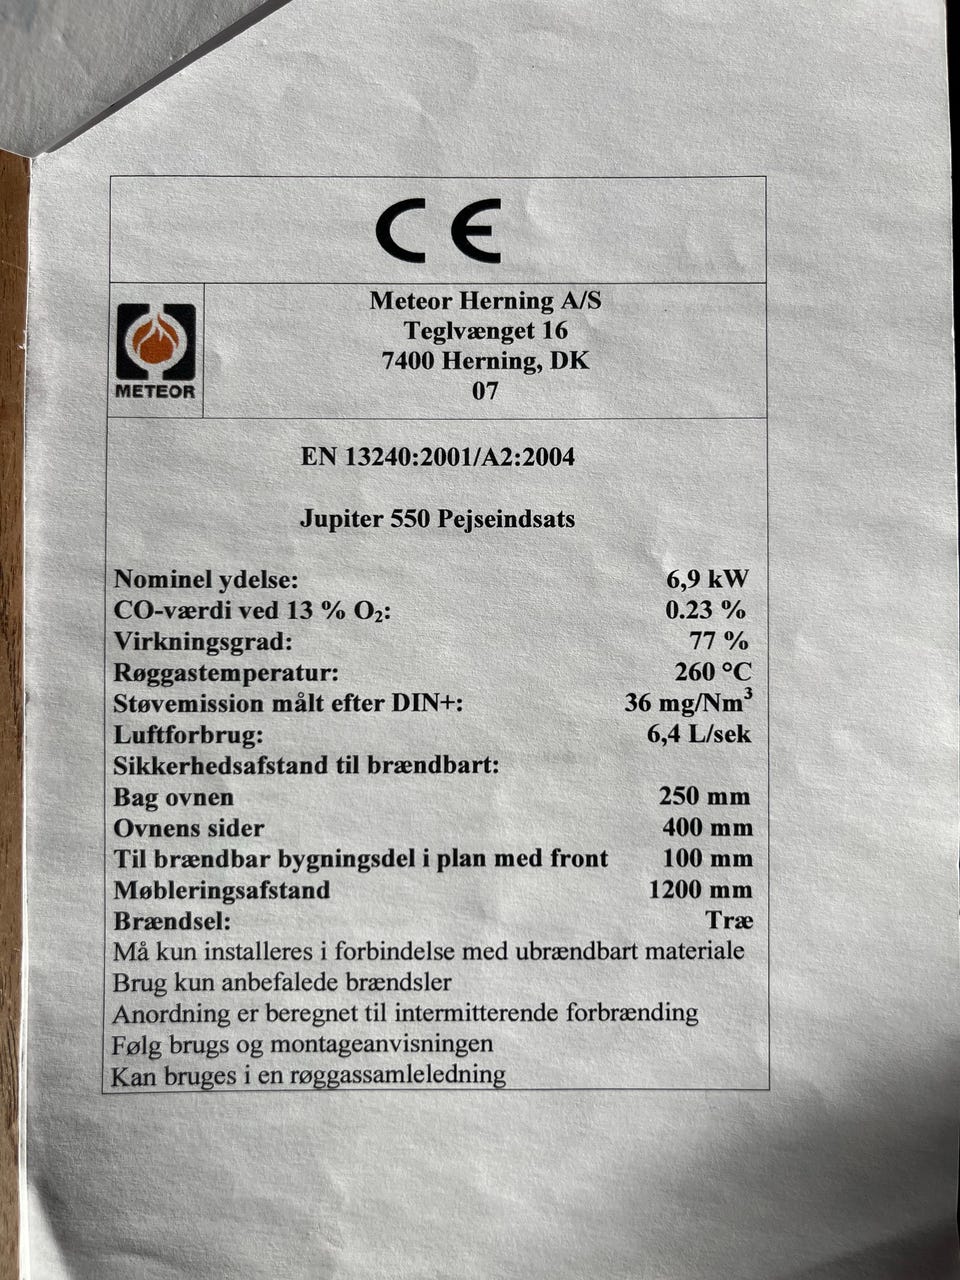 CE
Meteor Herning A/S
Teglvænget 16
7400 Herning, DK
07
METEOR
EN 13240:2001/A2:2004
Jupiter 550 Pejseindsats
Nominel ydelse: 6,9 kW
CO-værdi ved 13 % O₂: 0.23 %
Virkningsgrad: 77 %
Røggastemperatur: 260 °C
Støvemission målt efter DIN+: 36 mg/Nm³
Luftforbrug: 6,4 L/sek
Sikkerhedsafstand til brændbart:
Bag ovnen 250 mm
Ovnens sider 400 mm
Til brændbar bygningsdel i plan med front 100 mm
Møbleringsafstand 1200 mm
Brændsel: Træ
Må kun installeres i forbindelse med ubrændbart materiale
Brug kun anbefalede brændsler
Anordning er beregnet til intermitterende forbrænding
Følg brugs og montageanvisningen
Kan bruges i en røggassamleledning